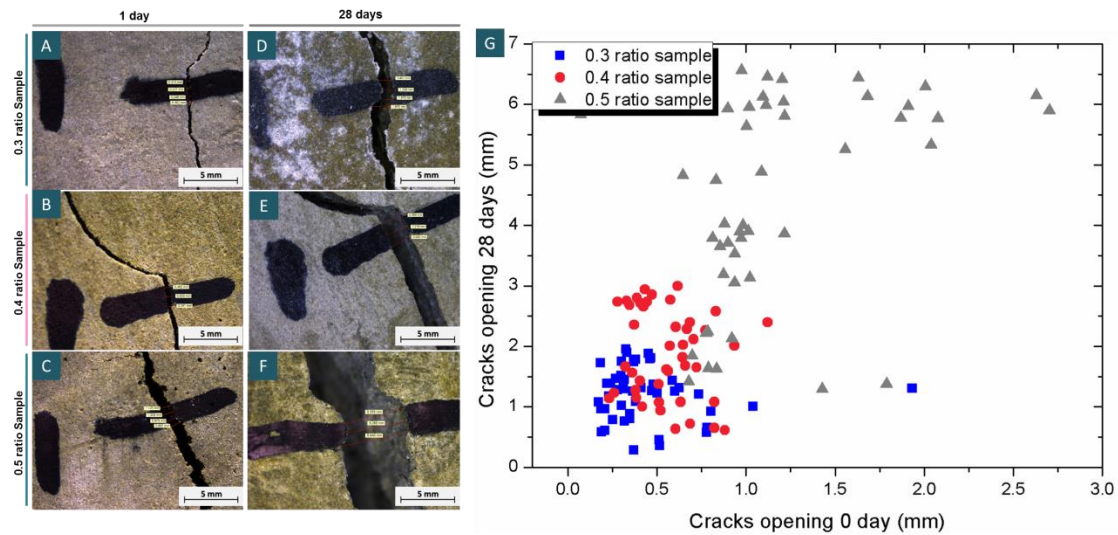 1 day
28 days
0.3 ratio Sample
0.4 ratio Sample
0.5 ratio Sample
A
5 mm
D
5 mm
B
5 mm
E
5 mm
C
5 mm
F
5 mm
G
0.3 ratio sample
0.4 ratio sample
0.5 ratio sample
Cracks opening 28 days (mm)
7
6
5
4
3
2
1
0
0.0 0.5 1.0 1.5 2.0 2.5 3.0
Cracks opening 0 day (mm)